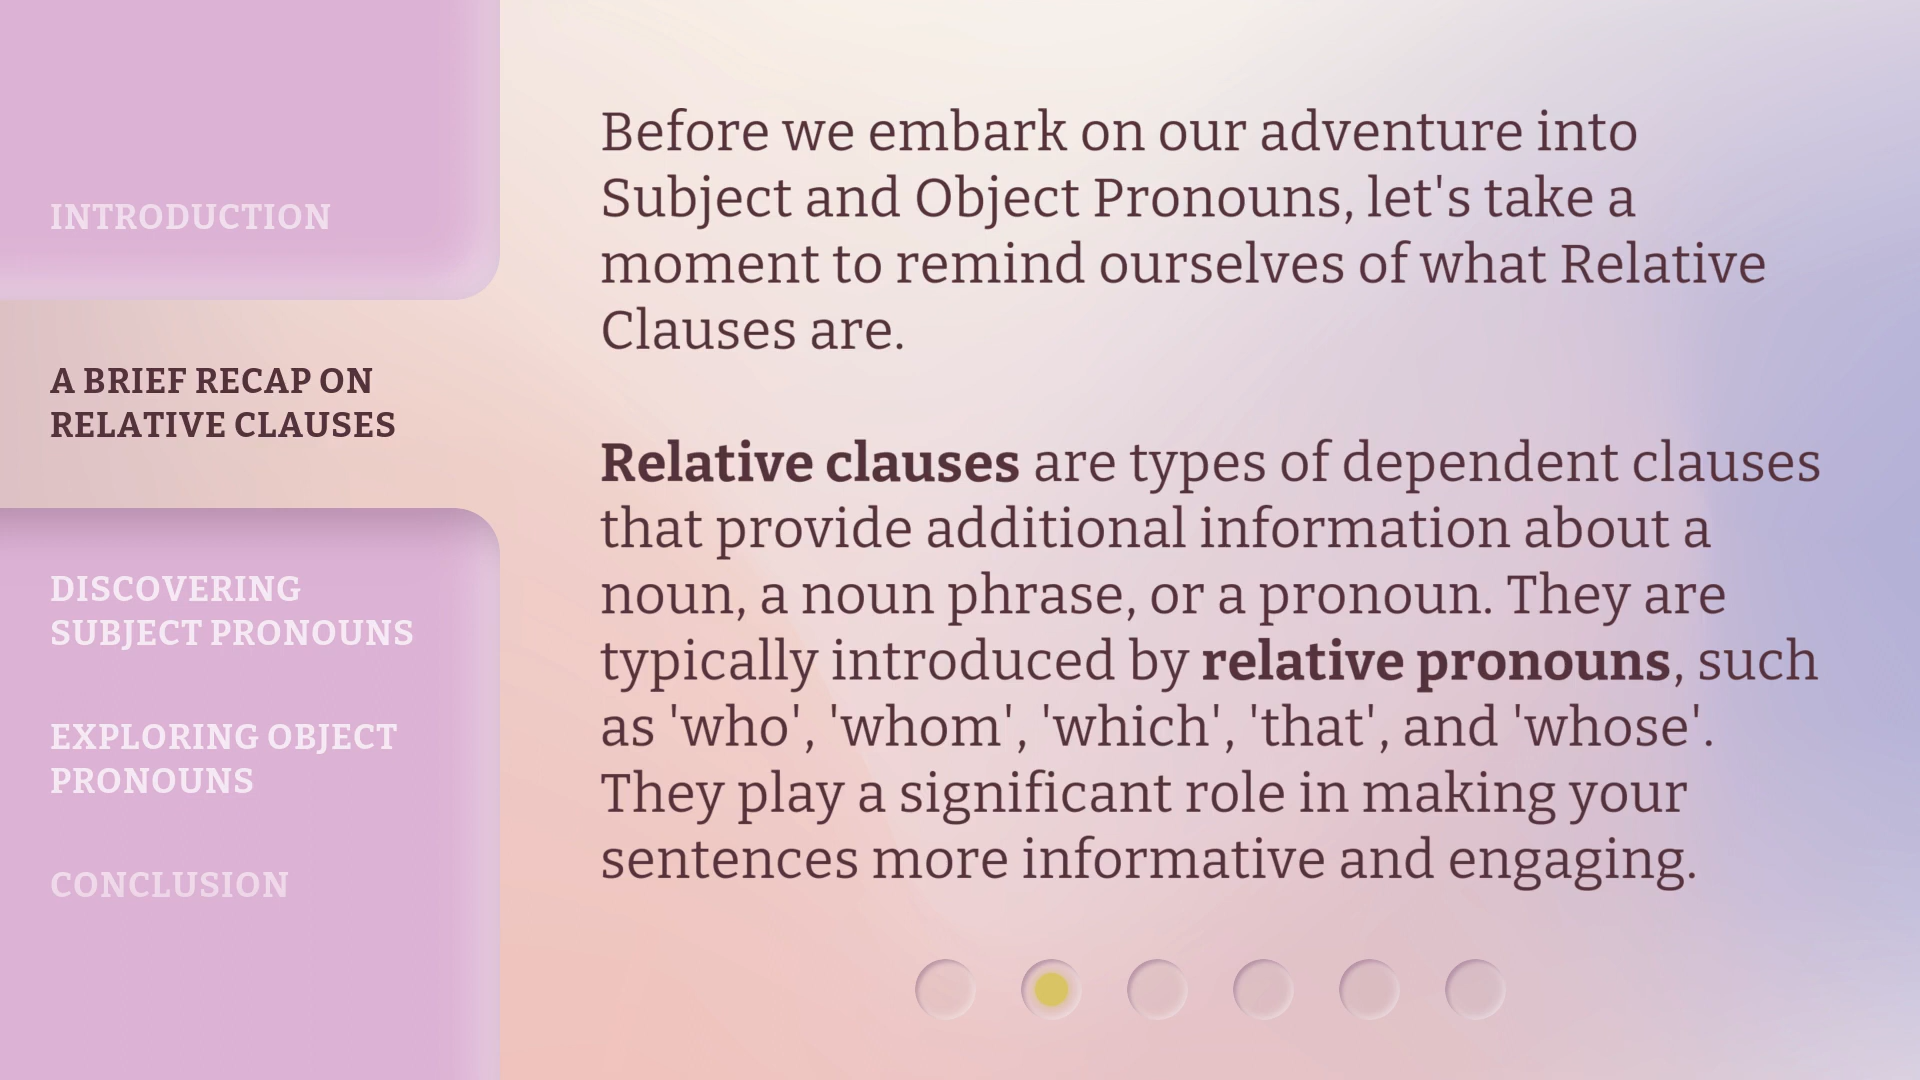 INTRODUCTION
A BRIEF RECAP ON
RELATIVE CLAUSES
DISCOVERING
SUBJECT PRONOUNS
EXPLORING OBJECT
PRONOUNS
CONCLUSION
Before we embark on our adventure into
Subject and Object Pronouns, let's take a
moment to remind ourselves of what Relative
Clauses are.
Relative clauses are types of dependent clauses
that provide additional information about a
noun, a noun phrase, or a pronoun. They are
typically introduced by relative pronouns, such
as 'who', 'whom', 'which', 'that', and 'whose'.
They play a significant role in making your
sentences more informative and engaging.